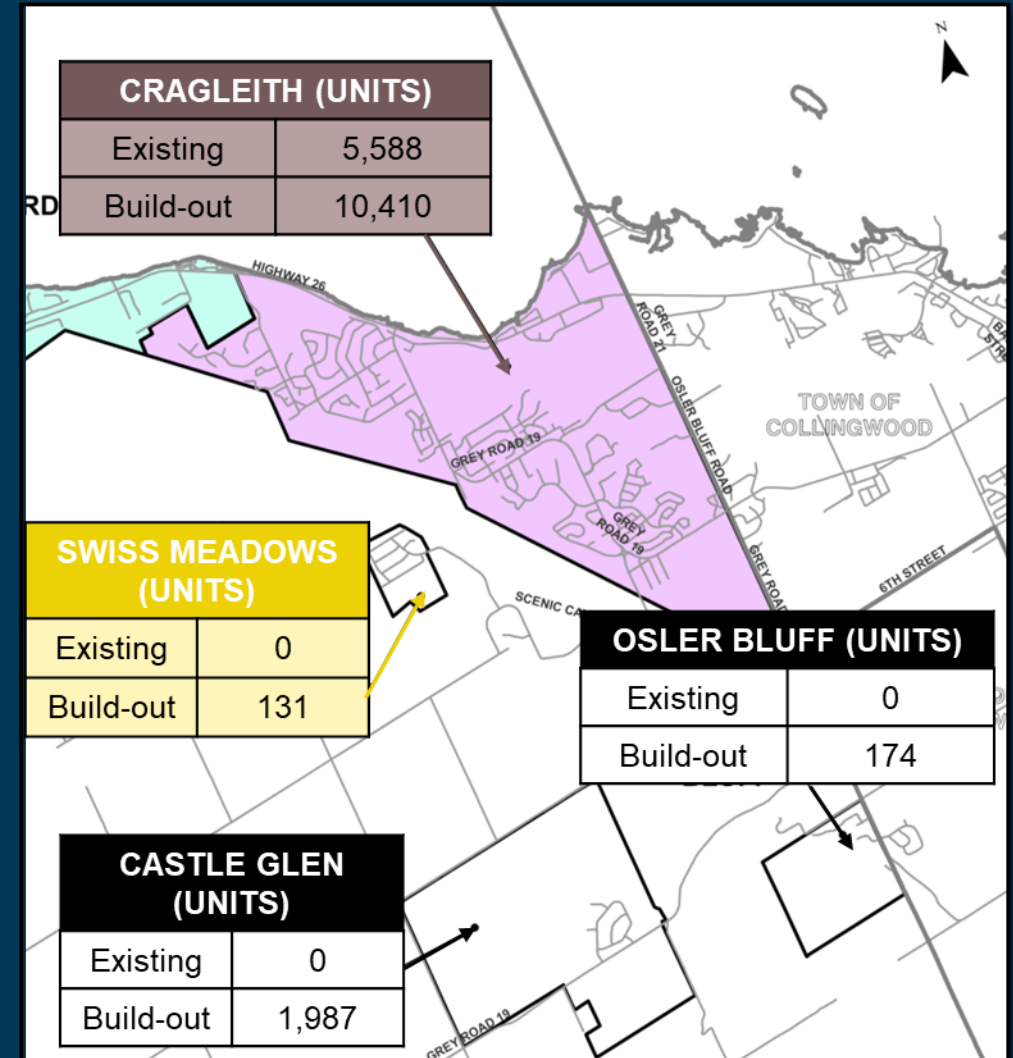 N
CRAGLEITH (UNITS)
Existing 5,588
Build-out 10,410
RD
HIGHWAY 26
GREY
ROAD 21
OSLER BLUFF ROAD
TOWN OF
COLLINGWOOD
GREY ROAD 19
GREY
ROAD 19
GREY ROAD
6TH STREET
SCENIC CA
SWISS MEADOWS
(UNITS)
Existing 0
Build-out 131
OSLER BLUFF (UNITS)
Existing 0
Build-out 174
CASTLE GLEN
(UNITS)
Existing 0
Build-out 1,987
GREY ROAD 19